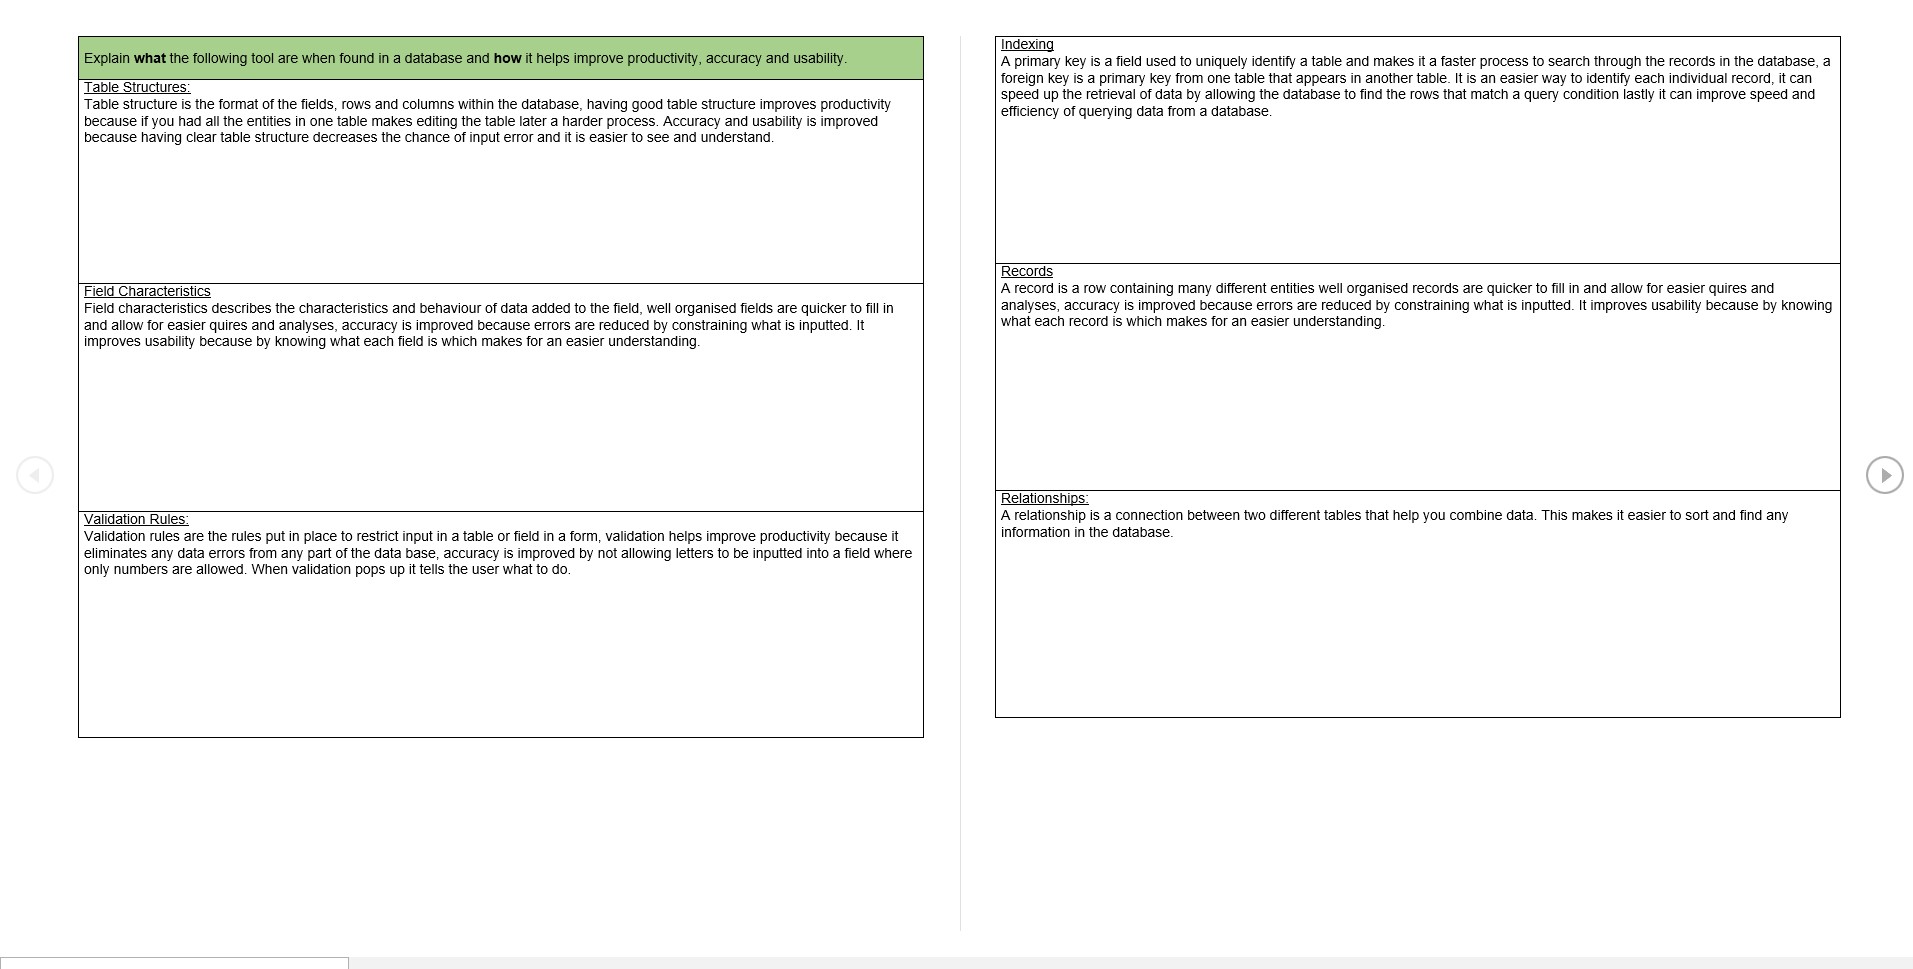 Explain what the following tool are when found in a database and how it helps improve productivity, accuracy and usability.
Table Structures:
Table structure is the format of the fields, rows and columns within the database, having good table structure improves productivity
because if you had all the entities in one table makes editing the table later a harder process. Accuracy and usability is improved
because having clear table structure decreases the chance of input error and it is easier to see and understand.
Field Characteristics
Field characteristics describes the characteristics and behaviour of data added to the field, well organised fields are quicker to fill in
and allow for easier quires and analyses, accuracy is improved because errors are reduced by constraining what is inputted. It
improves usability because by knowing what each field is which makes for an easier understanding.
Validation Rules:
Validation rules are the rules put in place to restrict input in a table or field in a form, validation helps improve productivity because it
eliminates any data errors from any part of the data base, accuracy is improved by not allowing letters to be inputted into a field where
only numbers are allowed. When validation pops up it tells the user what to do.
Indexing
A primary key is a field used to uniquely identify a table and makes it a faster process to search through the records in the database, a
foreign key is a primary key from one table that appears in another table. It is an easier way to identify each individual record, it can
speed up the retrieval of data by allowing the database to find the rows that match a query condition lastly it can improve speed and
efficiency of querying data from a database.
Records
A record is a row containing many different entities well organised records are quicker to fill in and allow for easier quires and
analyses, accuracy is improved because errors are reduced by constraining what is inputted. It improves usability because by knowing
what each record is which makes for an easier understanding.
Relationships:
A relationship is a connection between two different tables that help you combine data. This makes it easier to sort and find any
information in the database.